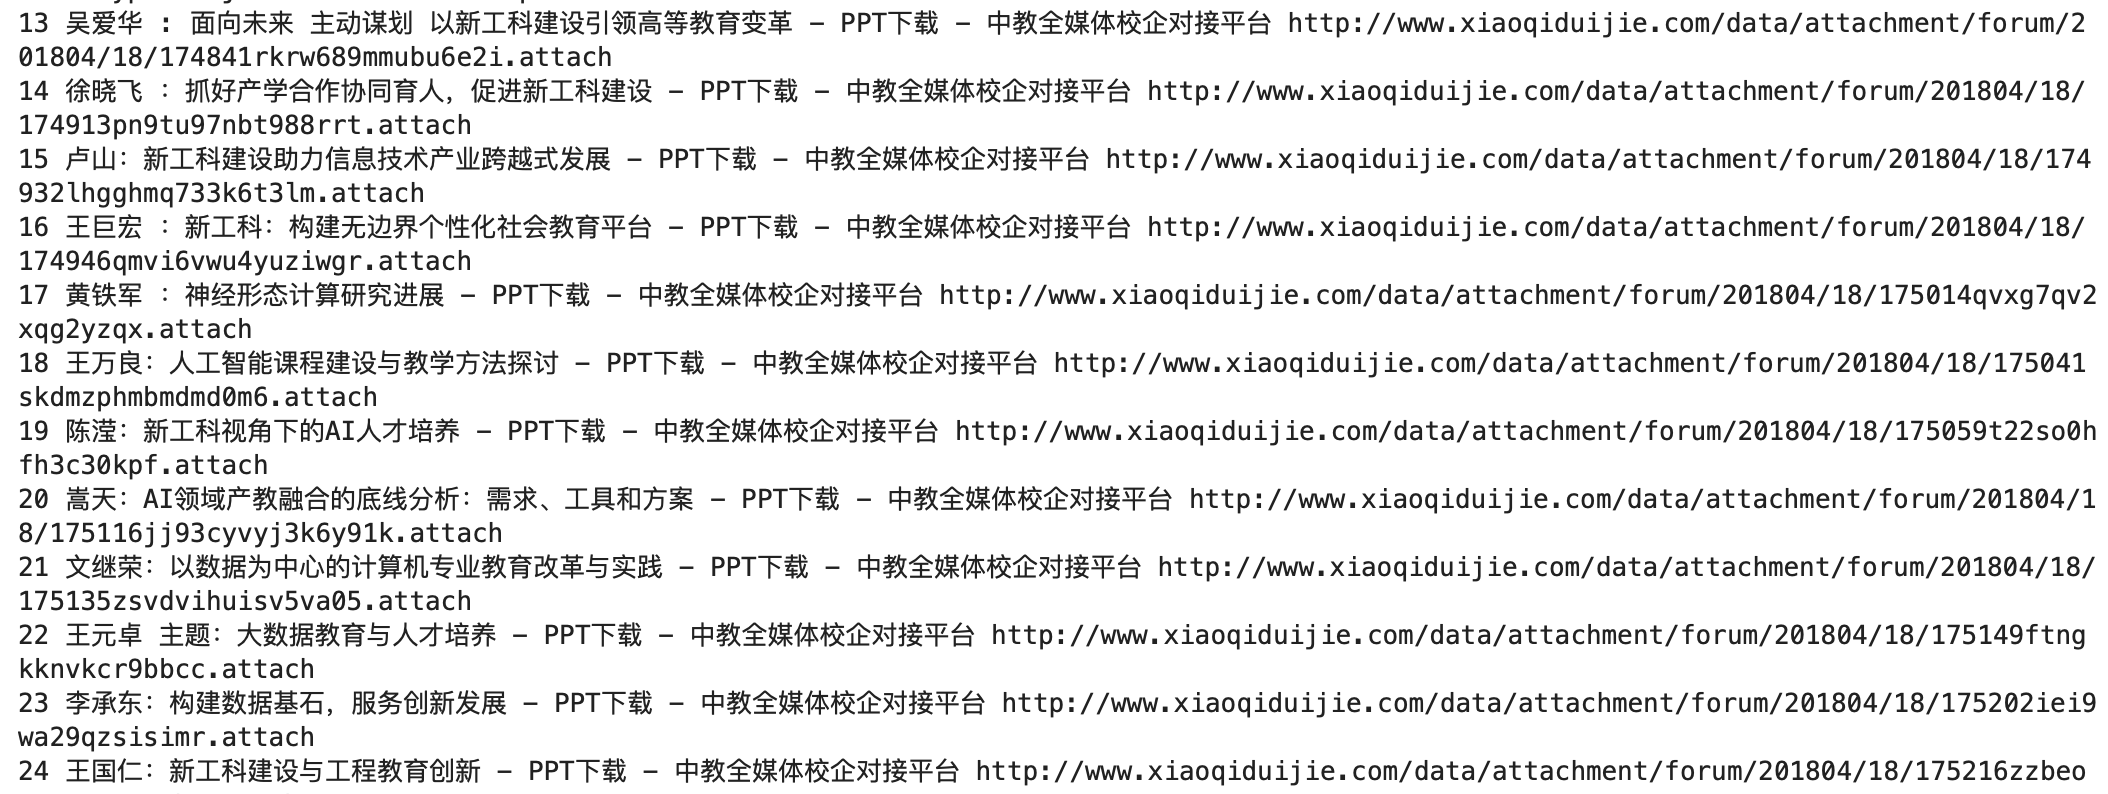 13 吴爱华 : 面向未来 主动谋划 以新工科建设引领高等教育变革 – PPT下载 – 中教全媒体校企对接平台 http://www.xiaoqiduijie.com/data/attachment/forum/2
01804/18/174841rkrw689mmubu6e2i.attach
14 徐晓飞 : 抓好产学合作协同育人，促进新工科建设 – PPT下载 – 中教全媒体校企对接平台 http://www.xiaoqiduijie.com/data/attachment/forum/201804/18/
174913pn9tu97nbt988rrt.attach
15 卢山：新工科建设助力信息技术产业跨越式发展 – PPT下载 – 中教全媒体校企对接平台 http://www.xiaoqiduijie.com/data/attachment/forum/201804/18/174
932lhgghmq733k6t3lm.attach
16 王巨宏 : 新工科：构建无边界个性化社会教育平台 – PPT下载 – 中教全媒体校企对接平台 http://www.xiaoqiduijie.com/data/attachment/forum/201804/18/
174946qmvi6vwu4yuziwgr.attach
17 黄铁军 : 神经形态计算研究进展 – PPT下载 – 中教全媒体校企对接平台 http://www.xiaoqiduijie.com/data/attachment/forum/201804/18/175014qvxg7qv2
xqg2yzqx.attach
18 王万良：人工智能课程建设与教学方法探讨 – PPT下载 – 中教全媒体校企对接平台 http://www.xiaoqiduijie.com/data/attachment/forum/201804/18/175041
skdmzphmbmdmd0m6.attach
19 陈滢：新工科视角下的AI人才培养 – PPT下载 – 中教全媒体校企对接平台 http://www.xiaoqiduijie.com/data/attachment/forum/201804/18/175059t22so0h
fh3c30kpf.attach
20 嵩天：AI领域产教融合的底线分析：需求、工具和方案 – PPT下载 – 中教全媒体校企对接平台 http://www.xiaoqiduijie.com/data/attachment/forum/201804/1
8/175116jj93cyvyj3k6y91k.attach
21 文继荣：以数据为中心的计算机专业教育改革与实践 – PPT下载 – 中教全媒体校企对接平台 http://www.xiaoqiduijie.com/data/attachment/forum/201804/18/
175135zsvdvihuisv5va05.attach
22 王元卓 主题：大数据教育与人才培养 – PPT下载 – 中教全媒体校企对接平台 http://www.xiaoqiduijie.com/data/attachment/forum/201804/18/175149ftng
kknvkcr9bbcc.attach
23 李承东：构建数据基石，服务创新发展 – PPT下载 – 中教全媒体校企对接平台 http://www.xiaoqiduijie.com/data/attachment/forum/201804/18/175202iei9
wa29qzsisimr.attach
24 王国仁：新工科建设与工程教育创新 – PPT下载 – 中教全媒体校企对接平台 http://www.xiaoqiduijie.com/data/attachment/forum/201804/18/175216zzbeo